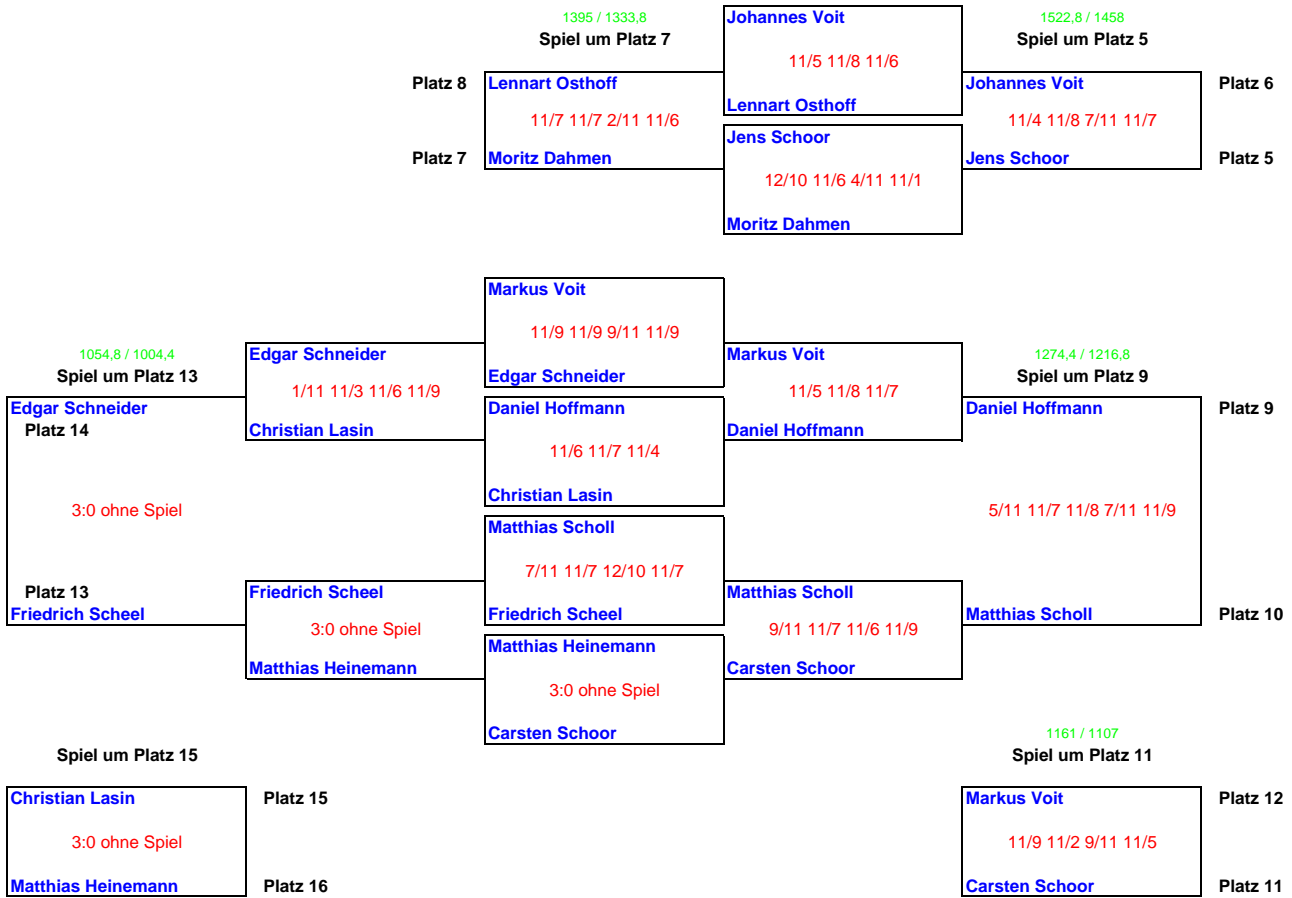 1395 / 1333,8
Johannes Voit
1522,8 / 1458
Spiel um Platz 7
Spiel um Platz 5
11/5 11/8 11/6
Platz 8
Lennart Osthoff
Johannes Voit
Platz 6
Lennart Osthoff
11/7 11/7 2/11 11/6
11/4 11/8 7/11 11/7
Jens Schoor
Platz 7
Moritz Dahmen
Jens Schoor
Platz 5
12/10 11/6 4/11 11/1
Moritz Dahmen
Markus Voit
11/9 11/9 9/11 11/9
1054,8 / 1004,4
Edgar Schneider
Markus Voit
1274,4 / 1216,8
Spiel um Platz 13
Edgar Schneider
Spiel um Platz 9
1/11 11/3 11/6 11/9
11/5 11/8 11/7
Edgar Schneider
Daniel Hoffmann
Daniel Hoffmann
Platz 9
Platz 14
Christian Lasin
Daniel Hoffmann
11/6 11/7 11/4
Christian Lasin
3:0 ohne Spiel
5/11 11/7 11/8 7/11 11/9
Matthias Scholl
7/11 11/7 12/10 11/7
Platz 13
Friedrich Scheel
Matthias Scholl
Friedrich Scheel
Friedrich Scheel
Matthias Scholl
Platz 10
3:0 ohne Spiel
9/11 11/7 11/6 11/9
Matthias Heinemann
Matthias Heinemann
Carsten Schoor
3:0 ohne Spiel
Carsten Schoor
1161 / 1107
Spiel um Platz 15
Spiel um Platz 11
Christian Lasin
Platz 15
Markus Voit
Platz 12
3:0 ohne Spiel
11/9 11/2 9/11 11/5
Matthias Heinemann
Platz 16
Carsten Schoor
Platz 11